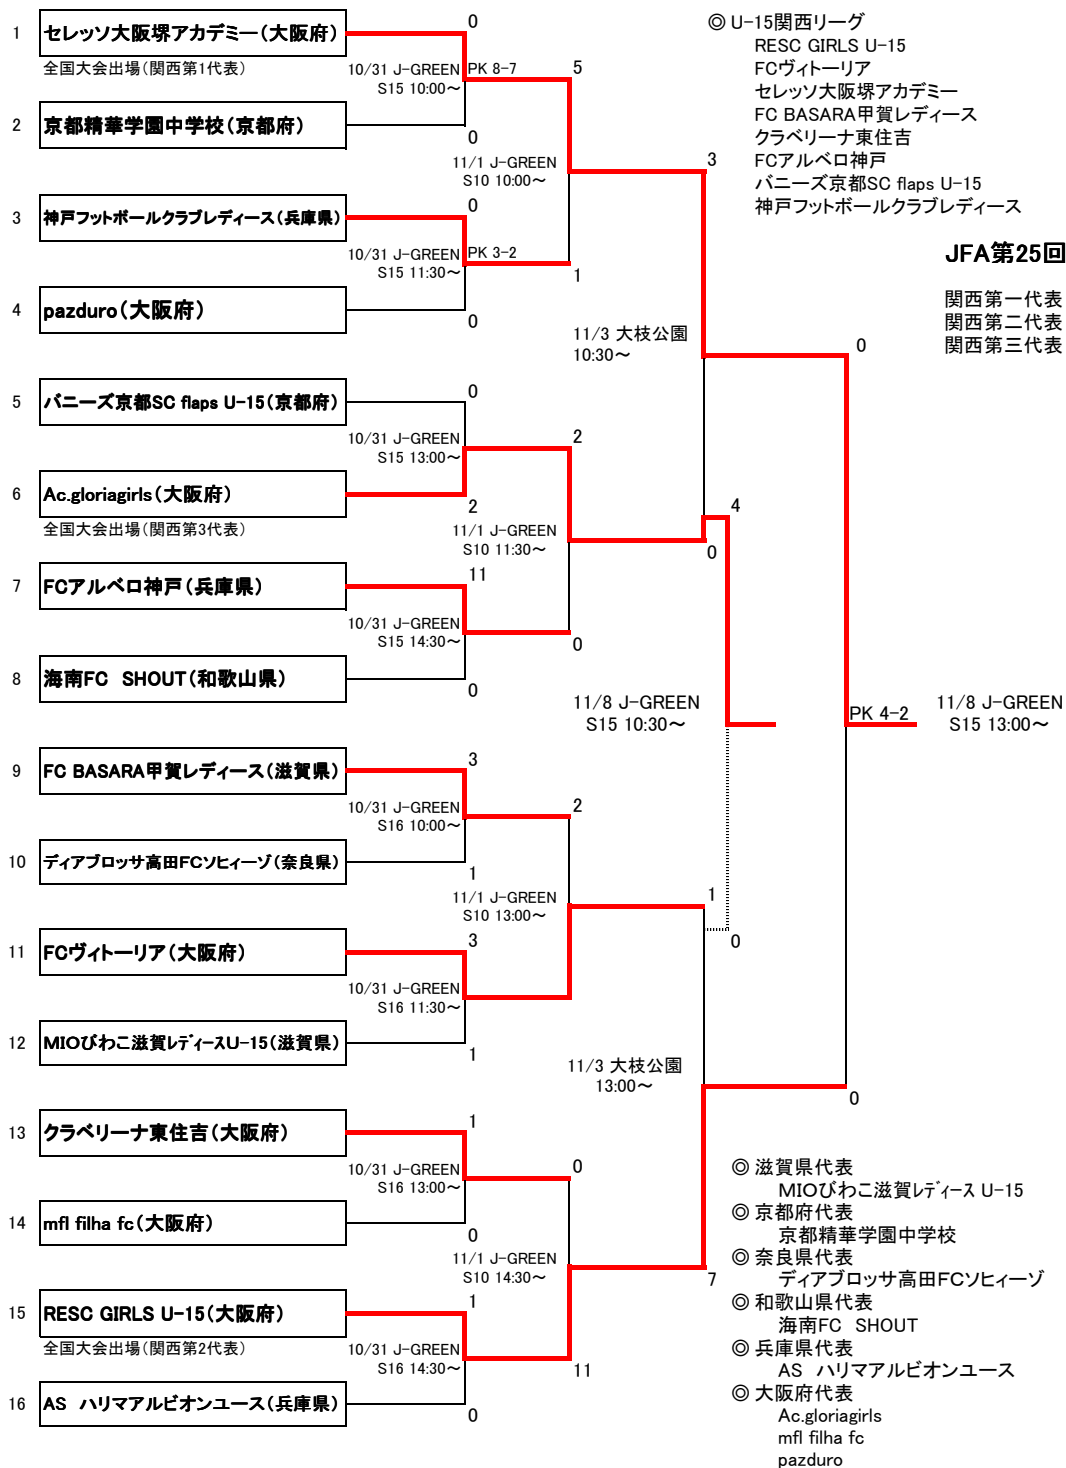 1 セレッソ大阪堺アカデミー(大阪府)
全国大会出場(関西第1代表)
2 京都精華学園中学校(京都府)
3 神戸フットボールクラブレディース(兵庫県)
4 pazduro(大阪府)
5 バニーズ京都SC flaps U-15(京都府)
6 Ac.gloriagirls(大阪府)
全国大会出場(関西第3代表)
7 FCアルベロ神戸(兵庫県)
8 海南FC SHOUT(和歌山県)
9 FC BASARA甲賀レディース(滋賀県)
10 ディアブロッサ高田FCソヒィーゾ(奈良県)
11 FCヴィトーリア(大阪府)
12 MIOびわこ滋賀レディースU-15(滋賀県)
13 クラベリーナ東住吉(大阪府)
14 mfl filha fc(大阪府)
15 RESC GIRLS U-15(大阪府)
全国大会出場(関西第2代表)
16 AS ハリマアルビオンユース(兵庫県)
0
10/31 J-GREEN
S15 10:00～
PK 8-7
0
0
10/31 J-GREEN
S15 11:30～
PK 3-2
0
0
10/31 J-GREEN
S15 13:00～
2
11
10/31 J-GREEN
S15 14:30～
0
3
10/31 J-GREEN
S16 10:00～
1
3
10/31 J-GREEN
S16 11:30～
1
1
10/31 J-GREEN
S16 13:00～
0
1
10/31 J-GREEN
S16 14:30～
0
5
11/1 J-GREEN
S10 10:00～
1
2
11/1 J-GREEN
S10 11:30～
0
2
11/1 J-GREEN
S10 13:00～
0
11/1 J-GREEN
S10 14:30～
11
3
11/3 大枝公園
10:30～
0
1
11/3 大枝公園
13:00～
7
4
11/8 J-GREEN
S15 10:30～
0
0
PK 4-2
11/8 J-GREEN
S15 13:00～
0
◎ U-15関西リーグ
RESC GIRLS U-15
FCヴィトーリア
セレッソ大阪堺アカデミー
FC BASARA甲賀レディース
クラベリーナ東住吉
FCアルベロ神戸
バニーズ京都SC flaps U-15
神戸フットボールクラブレディース
JFA第25回
関西第一代表
関西第二代表
関西第三代表
◎ 滋賀県代表
MIOびわこ滋賀レディース U-15
◎ 京都府代表
京都精華学園中学校
◎ 奈良県代表
ディアブロッサ高田FCソヒィーゾ
◎ 和歌山県代表
海南FC SHOUT
◎ 兵庫県代表
AS ハリマアルビオンユース
◎ 大阪府代表
Ac.gloriagirls
mfl filha fc
pazduro